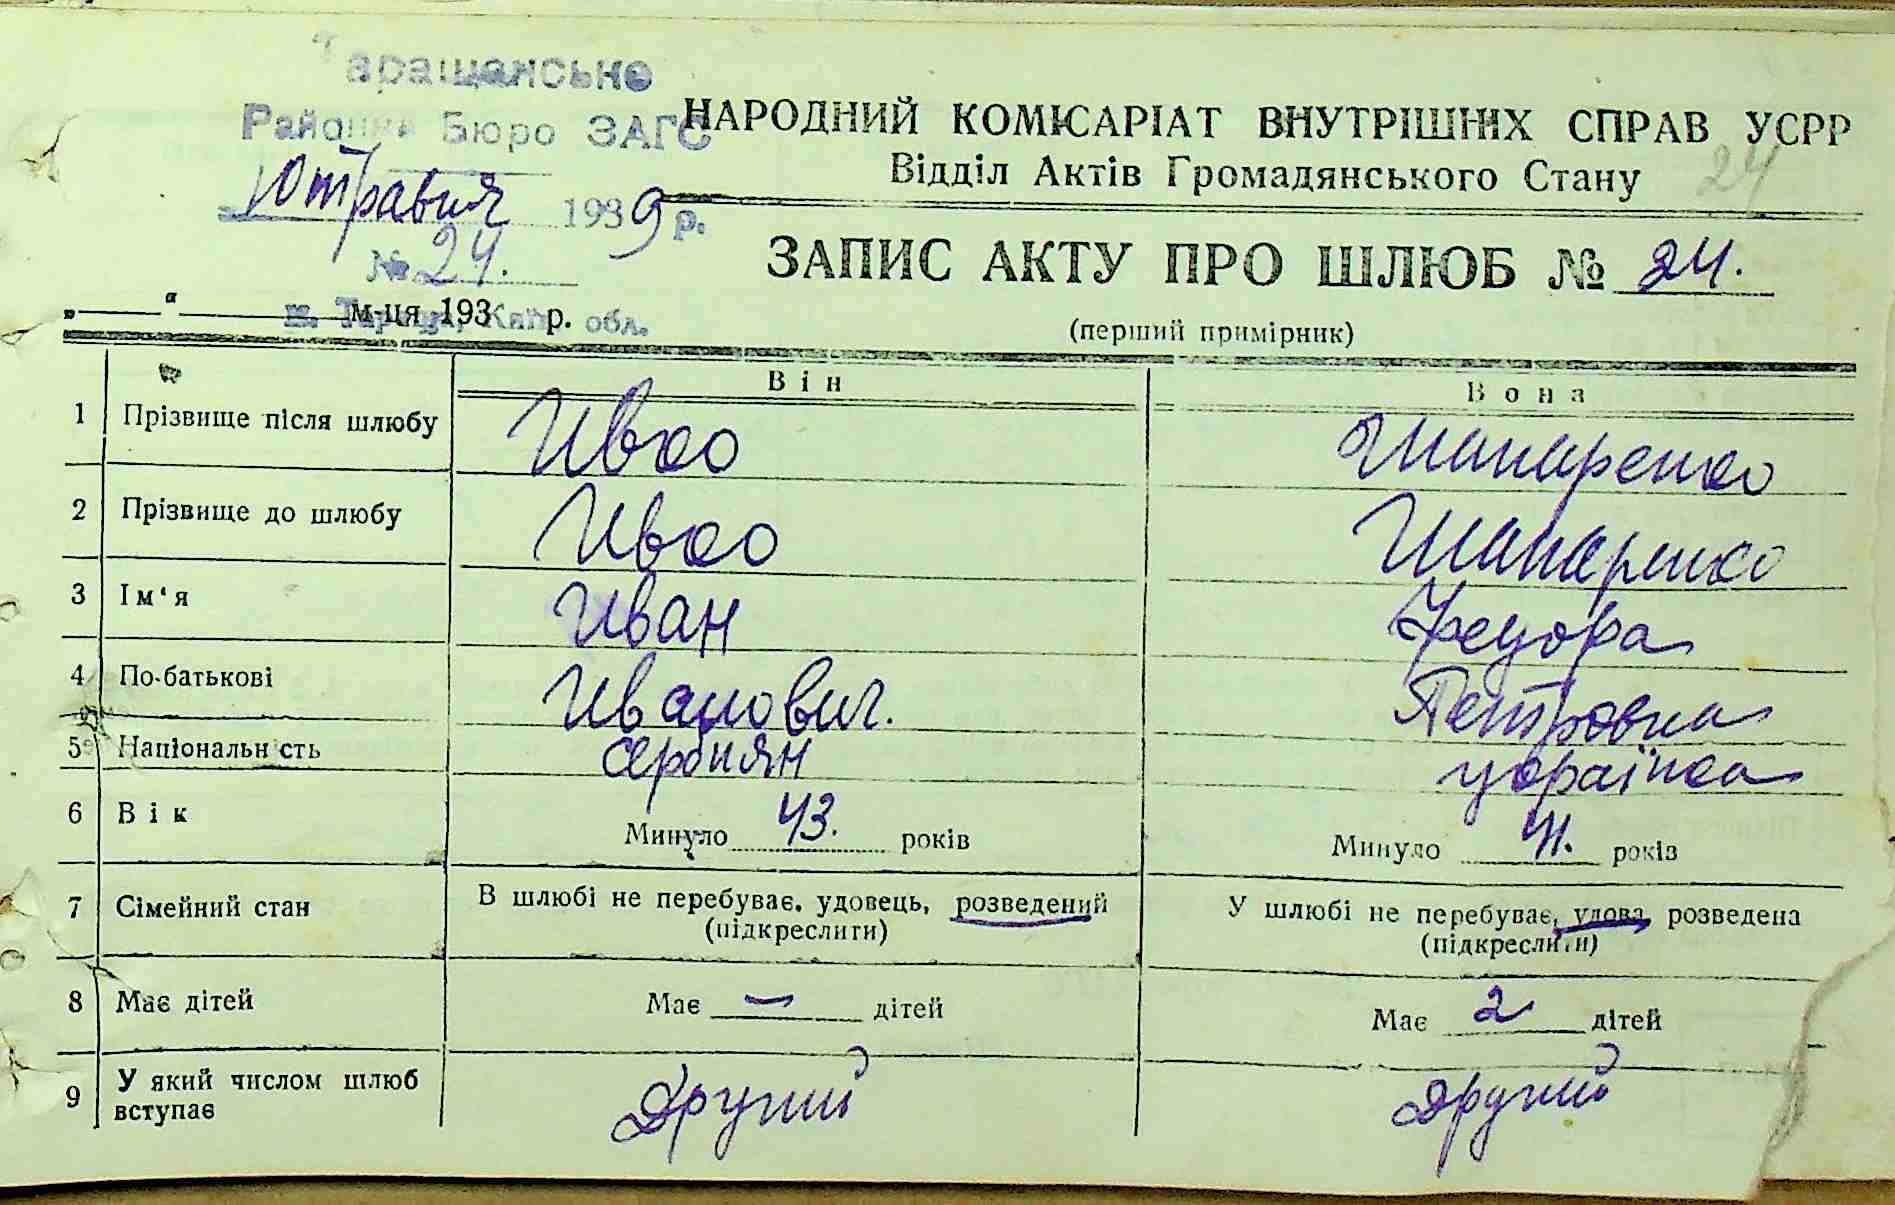 Таращанське
Районне Бюро ЗАГС
НАРОДНИЙ КОМІСАРІАТ ВНУТРІШНІХ СПРАВ УСРР
Відділ Актів Громадянського Стану
24
10 травня 1939 р.
№ 24.
ЗАПИС АКТУ ПРО ШЛЮБ № 24.
„ “ м-ця 193 р.
м. Тараща, Київ. обл.
(перший примірник)
Він
Вона
1 Прізвище після шлюбу Ивко Шапаренко
2 Прізвище до шлюбу Ивко Шапаренко
3 Ім'я Иван Федора
4 По-батькові Иванович. Петровна
5 Національн сть сербиян українка
6 Вік Минуло 43. років Минуло 41. років
7 Сімейний стан В шлюбі не перебуває, удовець, розведений У шлюбі не перебуває, удова, розведена
(підкреслити) (підкреслити)
8 Має дітей Має — дітей Має 2 дітей
9 У який числом шлюб вступає Другий Другий